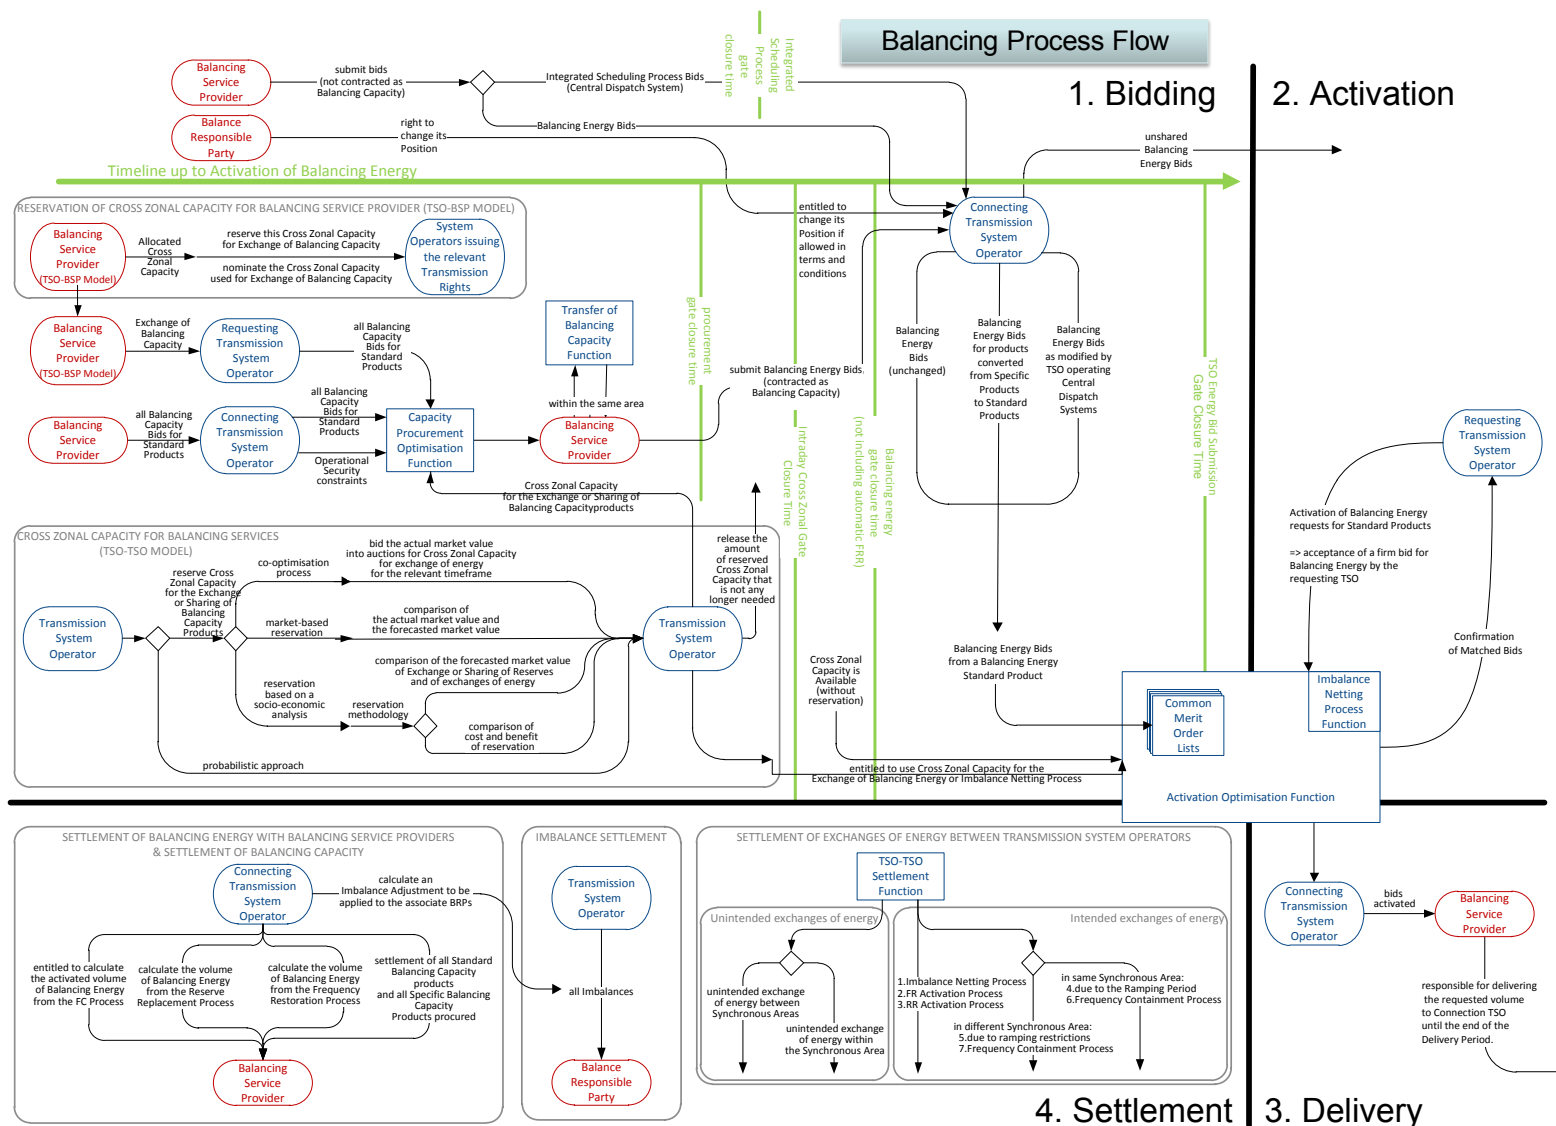 Balancing Process Flow
1. Bidding
2. Activation
Integrated
Scheduling
Process
gate
closure time
Balancing
Service
Provider
submit bids
(not contracted as
Balancing Capacity)
Integrated Scheduling Process Bids
(Central Dispatch System)
Balancing Energy Bids
Balance
Responsible
Party
right to
change its
Position
unshared
Balancing
Energy Bids
Timeline up to Activation of Balancing Energy
RESERVATION OF CROSS ZONAL CAPACITY FOR BALANCING SERVICE PROVIDER (TSO-BSP MODEL)
Balancing
Service
Provider
(TSO-BSP Model)
Allocated
Cross
Zonal
Capacity
reserve this Cross Zonal Capacity
for Exchange of Balancing Capacity
nominate the Cross Zonal Capacity
used for Exchange of Balancing Capacity
System
Operators issuing
the relevant
Transmission
Rights
entitled to
change its
Position if
allowed in
terms and
conditions
Connecting
Transmission
System
Operator
Balancing
Service
Provider
(TSO-BSP Model)
Exchange of
Balancing
Capacity
Requesting
Transmission
System
Operator
all Balancing
Capacity
Bids for
Standard
Products
Transfer of
Balancing
Capacity
Function
within the same area
procurement
gate closure time
Balancing
Service
Provider
all Balancing
Capacity
Bids for
Standard
Products
Connecting
Transmission
System
Operator
all Balancing
Capacity
Bids for
Standard
Products
Operational
Security
constraints
Capacity
Procurement
Optimisation
Function
Balancing
Service
Provider
submit Balancing Energy Bids
(contracted as
Balancing Capacity)
Intraday Cross Zonal Gate
Closure Time
Balancing energy
gate closure time
(not including automatic FRR)
Balancing
Energy
Bids
(unchanged)
Balancing
Energy Bids
for products
converted
from Specific
Products
to Standard
Products
Balancing
Energy Bids
as modified by
TSO operating
Central
Dispatch
Systems
TSO Energy Bid Submission
Gate Closure Time
Requesting
Transmission
System
Operator
Activation of Balancing Energy
requests for Standard Products
=> acceptance of a firm bid for
Balancing Energy by the
requesting TSO
Confirmation
of Matched Bids
Cross Zonal Capacity
for the Exchange or Sharing of
Balancing Capacityproducts
CROSS ZONAL CAPACITY FOR BALANCING SERVICES
(TSO-TSO MODEL)
Transmission
System
Operator
reserve Cross
Zonal Capacity
for the Exchange
or Sharing of
Balancing
Capacity
Products
co-optimisation
process
bid the actual market value
into auctions for Cross Zonal Capacity
for exchange of energy
for the relevant timeframe
market-based
reservation
comparison of
the actual market value and
the forecasted market value
reservation
based on a
socio-economic
analysis
reservation
methodology
comparison of the forecasted market value
of Exchange or Sharing of Reserves
and of exchanges of energy
comparison of
cost and benefit
of reservation
probabilistic approach
Transmission
System
Operator
release the
amount
of reserved
Cross Zonal
Capacity that
is not any
longer needed
Cross Zonal
Capacity is
Available
(without
reservation)
entitled to use Cross Zonal Capacity for the
Exchange of Balancing Energy or Imbalance Netting Process
Balancing Energy Bids
from a Balancing Energy
Standard Product
Common
Merit
Order
Lists
Imbalance
Netting
Process
Function
Activation Optimisation Function
SETTLEMENT OF BALANCING ENERGY WITH BALANCING SERVICE PROVIDERS
& SETTLEMENT OF BALANCING CAPACITY
Connecting
Transmission
System
Operator
calculate an
Imbalance Adjustment to be
applied to the associate BRPs
entitled to calculate
the activated volume
of Balancing Energy
from the FC Process
calculate the volume
of Balancing Energy
from the Reserve
Replacement Process
calculate the volume
of Balancing Energy
from the Frequency
Restoration Process
settlement of all Standard
Balancing Capacity
products
and all Specific Balancing
Capacity
Products procured
Balancing
Service
Provider
IMBALANCE SETTLEMENT
Transmission
System
Operator
all Imbalances
Balance
Responsible
Party
SETTLEMENT OF EXCHANGES OF ENERGY BETWEEN TRANSMISSION SYSTEM OPERATORS
TSO-TSO
Settlement
Function
Unintended exchanges of energy
Intended exchanges of energy
unintended exchange
of energy between
Synchronous Areas
unintended exchange
of energy within
the Synchronous Area
1.Imbalance Netting Process
2.FR Activation Process
3.RR Activation Process
in same Synchronous Area:
4.due to the Ramping Period
6.Frequency Containment Process
in different Synchronous Area:
5.due to ramping restrictions
7.Frequency Containment Process
Connecting
Transmission
System
Operator
bids
activated
Balancing
Service
Provider
responsible for delivering
the requested volume
to Connection TSO
until the end of the
Delivery Period.
4. Settlement
3. Delivery